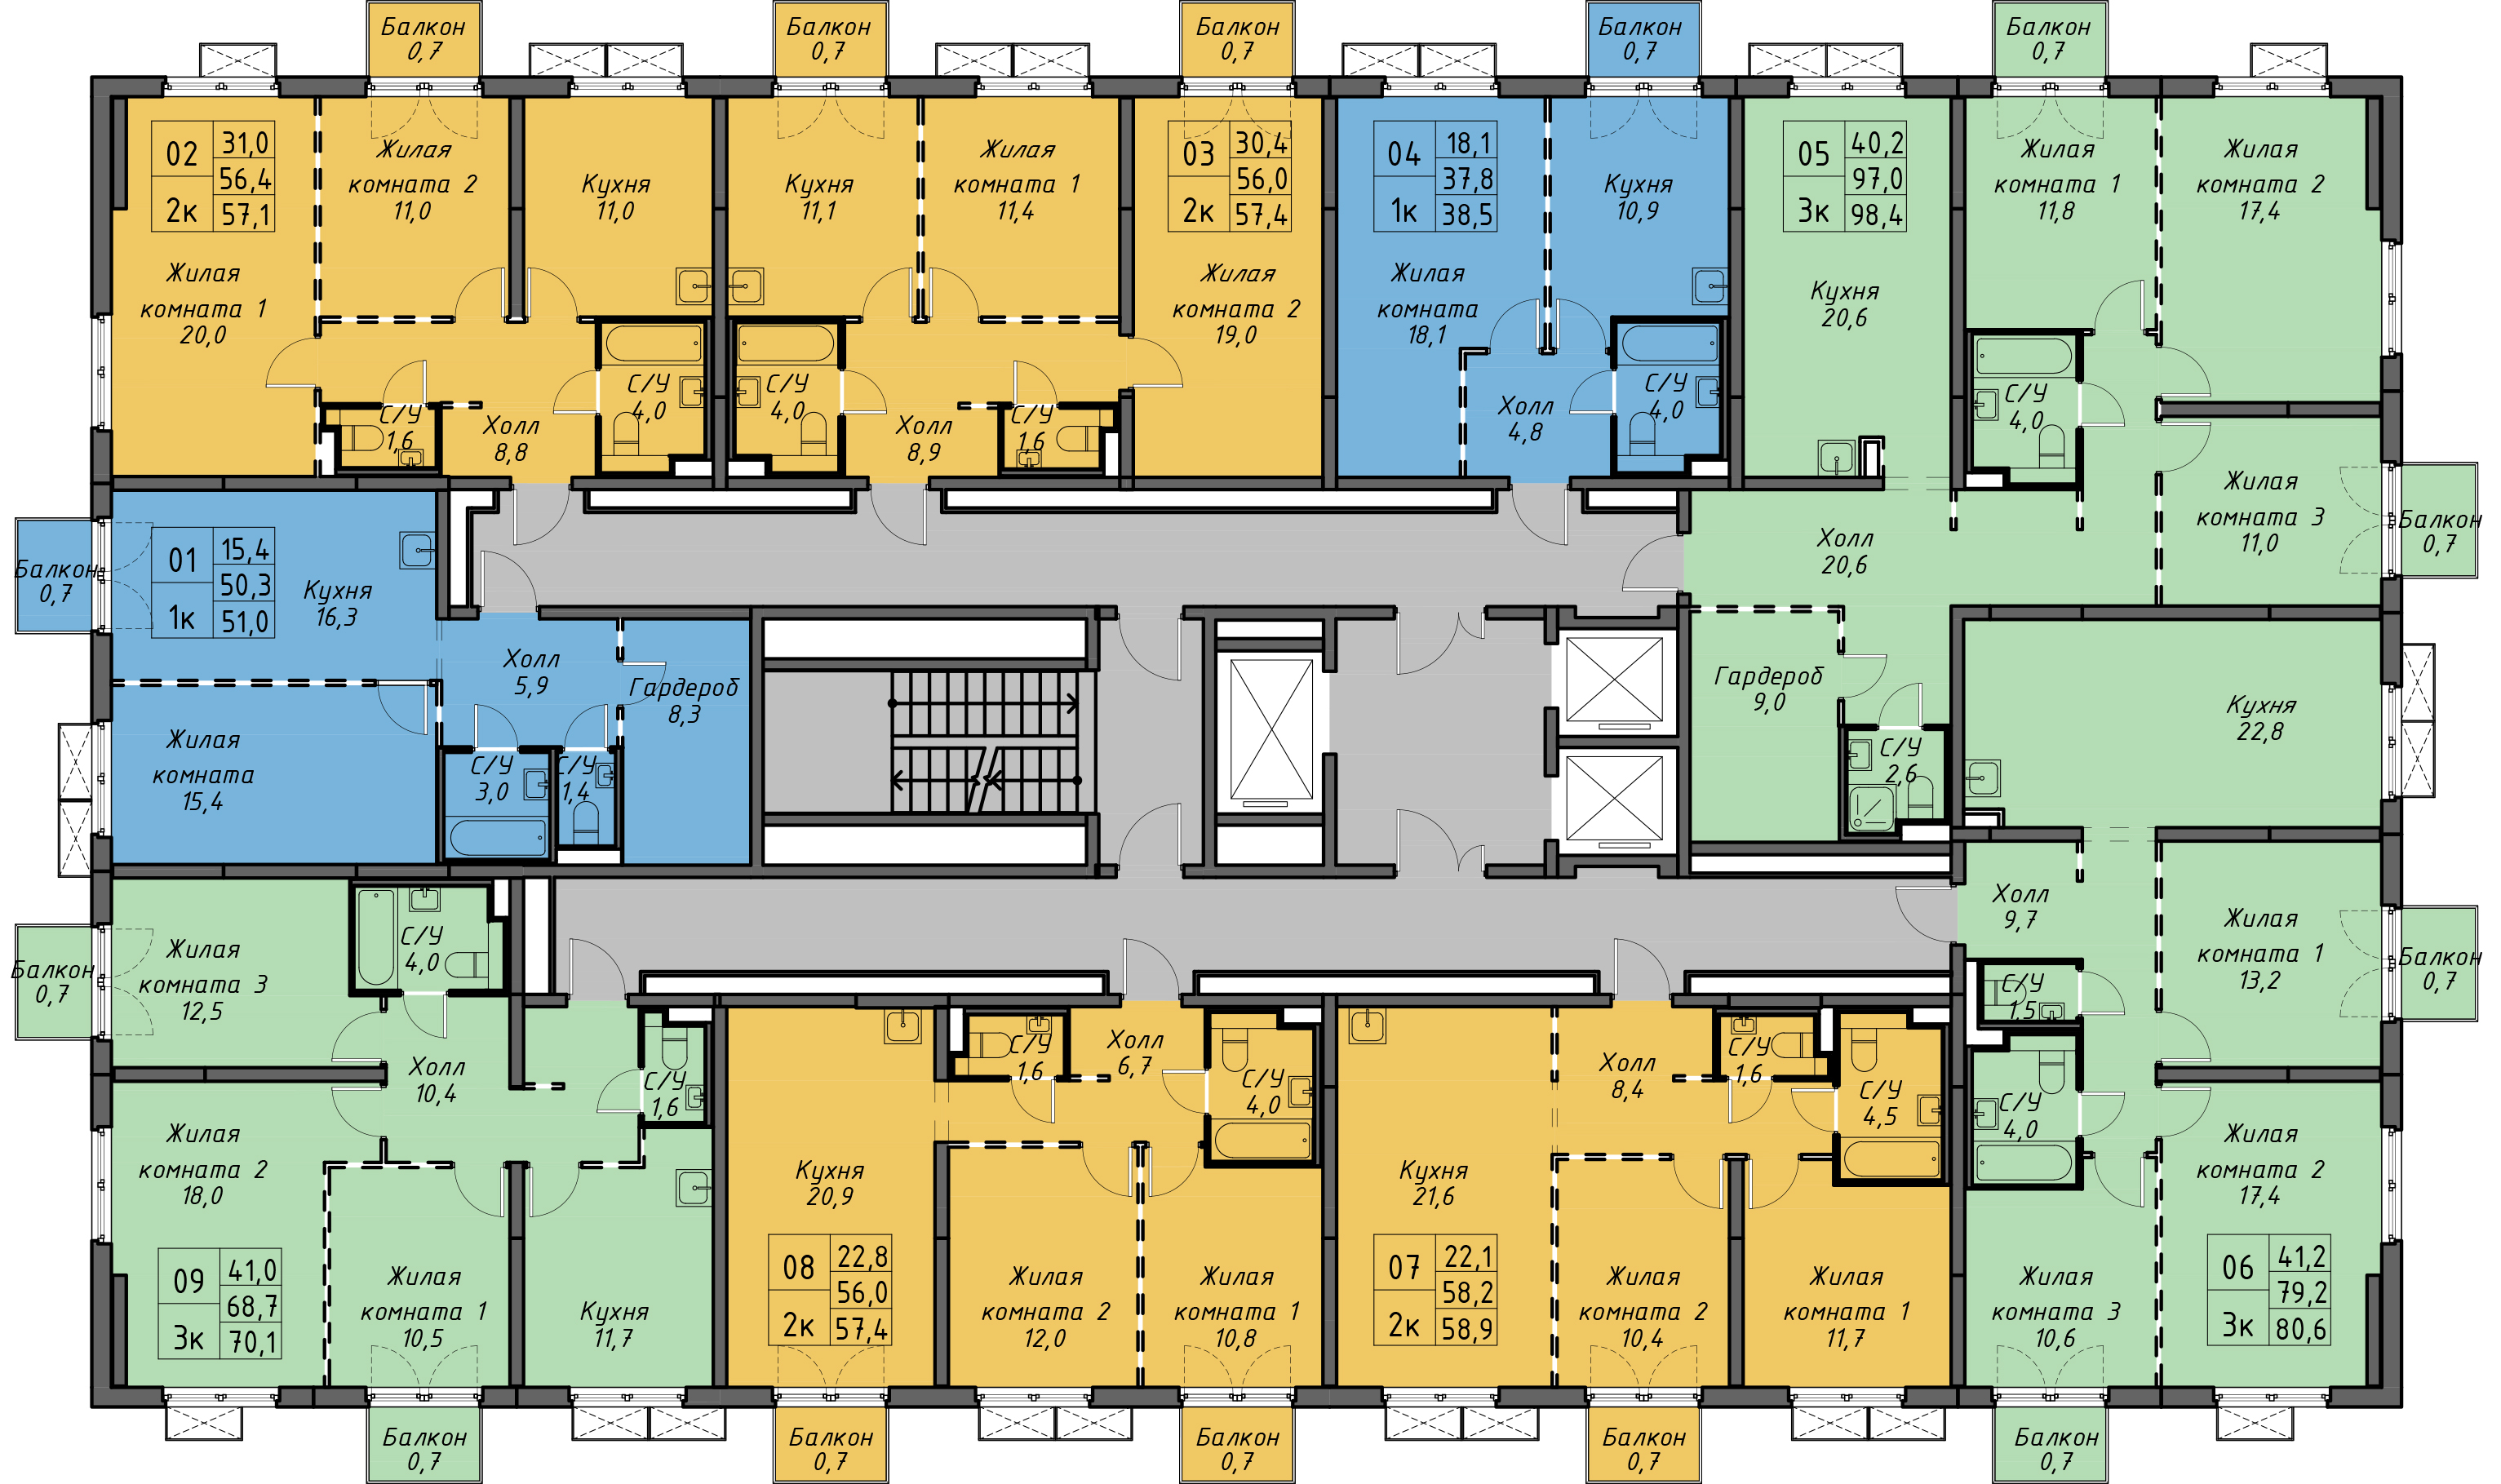 Балкон
0,7
Балкон
0,7
Балкон
0,7
Балкон
0,7
Балкон
0,7
02
2к
31,0
56,4
57,1
Жилая
комната 1
20,0
Жилая
комната 2
11,0
Кухня
11,0
С/У
1,6
Холл
8,8
С/У
4,0
Кухня
11,1
Жилая
комната 1
11,4
03
2к
30,4
56,0
57,4
Жилая
комната 2
19,0
С/У
4,0
Холл
8,9
С/У
1,6
04
1к
18,1
37,8
38,5
Жилая
комната
18,1
Кухня
10,9
Холл
4,8
С/У
4,0
05
3к
40,2
97,0
98,4
Кухня
20,6
Жилая
комната 1
11,8
Жилая
комната 2
17,4
С/У
4,0
Жилая
комната 3
11,0
Балкон
0,7
Холл
20,6
Гардероб
9,0
С/У
2,6
Балкон
0,7
01
1к
15,4
50,3
51,0
Кухня
16,3
Холл
5,9
Гардероб
8,3
Жилая
комната
15,4
С/У
3,0
С/У
1,4
Кухня
22,8
Холл
9,7
Жилая
комната 1
13,2
Балкон
0,7
С/У
1,5
С/У
4,0
Жилая
комната 2
17,4
Жилая
комната 3
10,6
06
3к
41,2
79,2
80,6
Балкон
0,7
Жилая
комната 3
12,5
С/У
4,0
Холл
10,4
С/У
1,6
Жилая
комната 2
18,0
09
3к
41,0
68,7
70,1
Жилая
комната 1
10,5
Кухня
11,7
Кухня
20,9
08
2к
22,8
56,0
57,4
С/У
1,6
Холл
6,7
С/У
4,0
Жилая
комната 2
12,0
Жилая
комната 1
10,8
Кухня
21,6
07
2к
22,1
58,2
58,9
Холл
8,4
С/У
1,6
С/У
4,5
Жилая
комната 2
10,4
Жилая
комната 1
11,7
Балкон
0,7
Балкон
0,7
Балкон
0,7
Балкон
0,7
Балкон
0,7